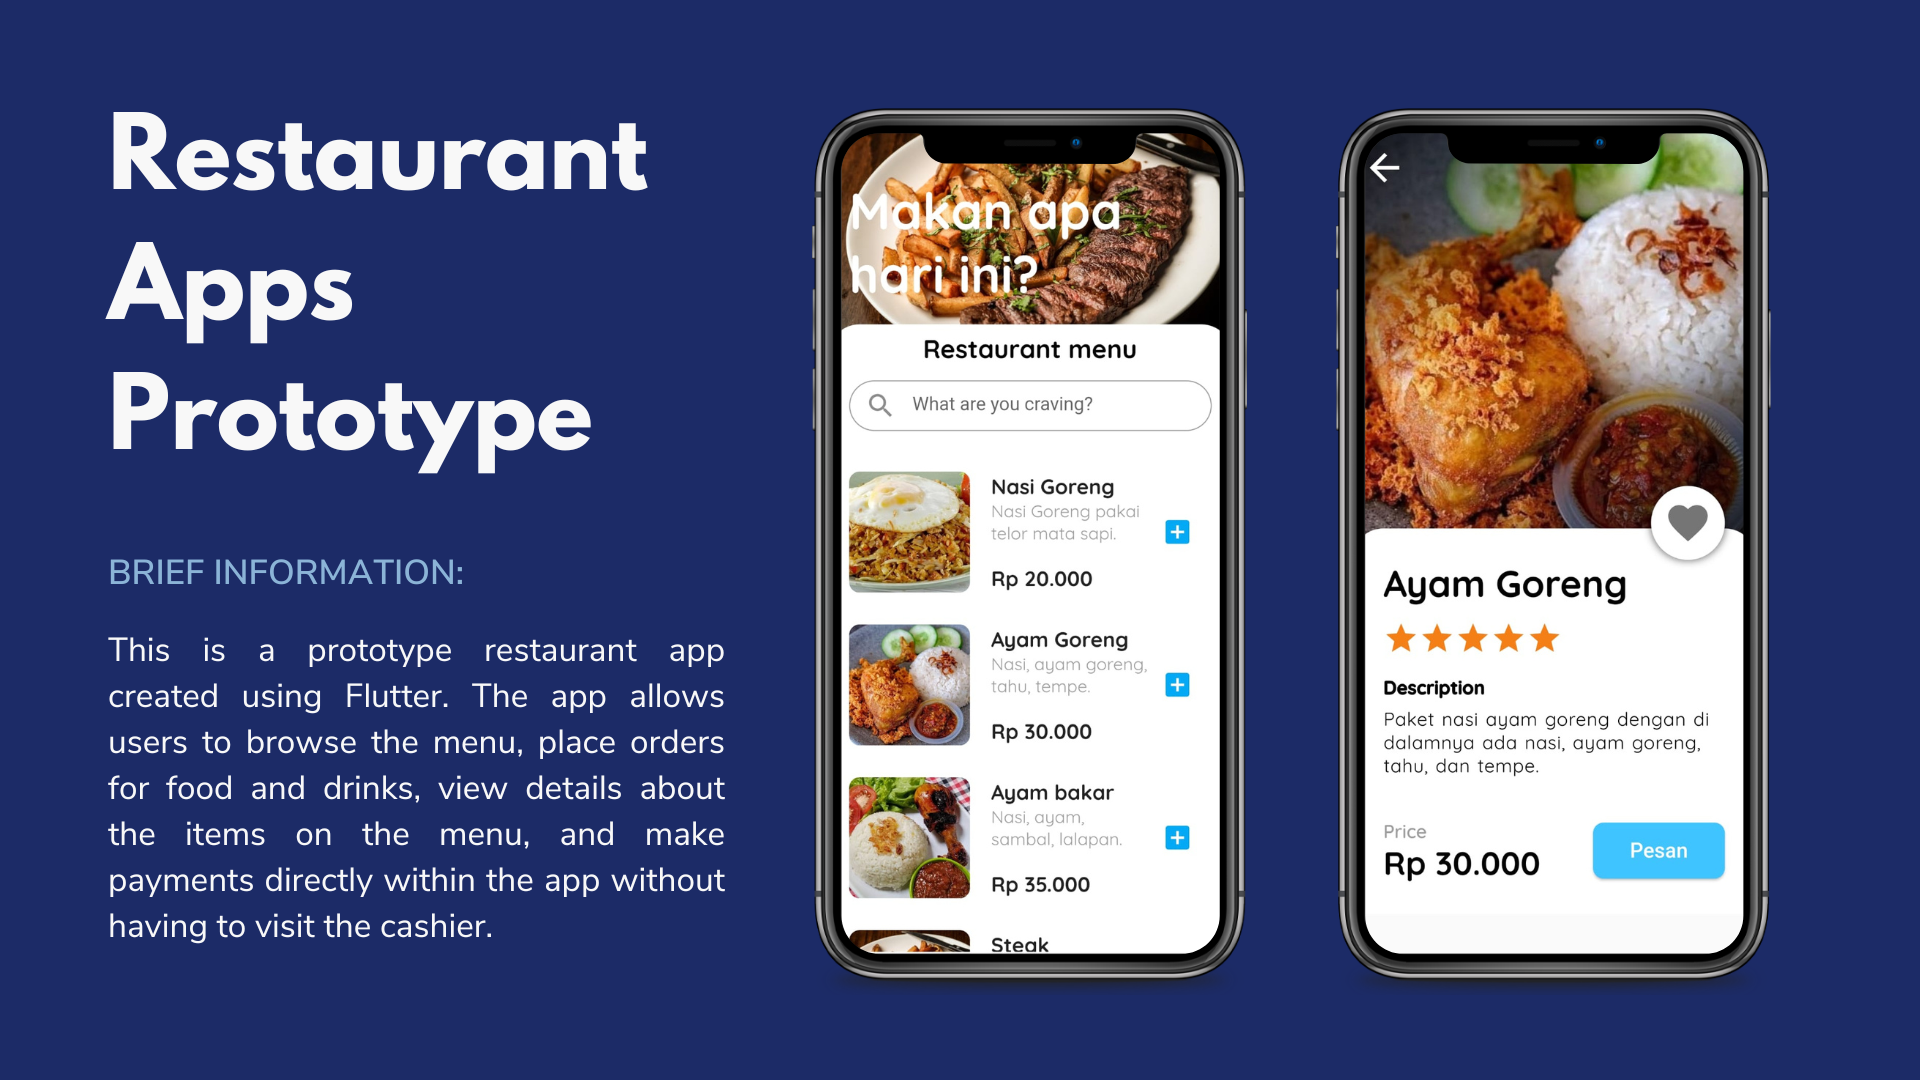 Restaurant
Apps
Prototype
BRIEF INFORMATION:
This is a prototype restaurant app
created using Flutter. The app allows
users to browse the menu, place orders
for food and drinks, view details about
the items on the menu, and make
payments directly within the app without
having to visit the cashier.
Makan apa
hari ini?
Restaurant menu
What are you craving?
Nasi Goreng
Nasi Goreng pakai
telor mata sapi.
Rp 20.000
Ayam Goreng
Nasi, ayam goreng,
tahu, tempe.
Rp 30.000
Ayam bakar
Nasi, ayam,
sambal, lalapan.
Rp 35.000
Steak
Ayam Goreng
Description
Paket nasi ayam goreng dengan di
dalamnya ada nasi, ayam goreng,
tahu, dan tempe.
Price
Rp 30.000
Pesan